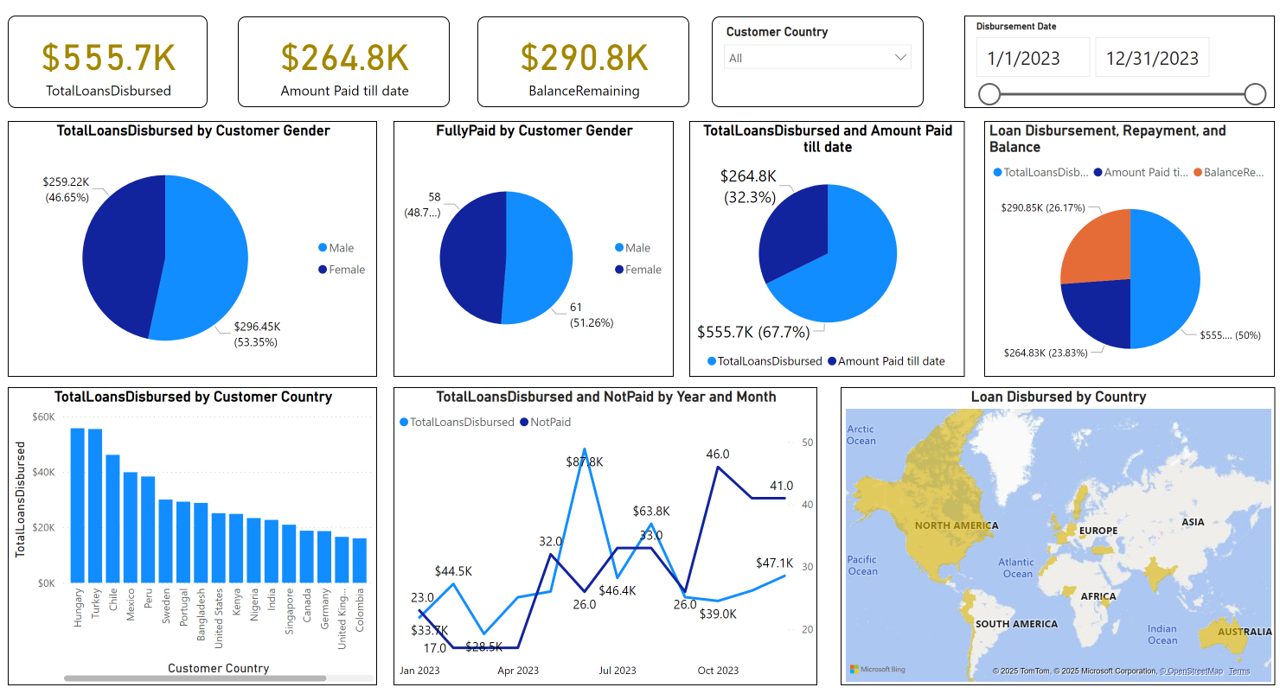 $555.7K
TotalLoansDisbursed
$264.8K
Amount Paid till date
$290.8K
BalanceRemaining
Customer Country
All
Disbursement Date
1/1/2023
12/31/2023
TotalLoansDisbursed by Customer Gender
$259.22K
(46.65%)
$296.45K
(53.35%)
Male
Female
FullyPaid by Customer Gender
58
(48.7...)
61
(51.26%)
Male
Female
TotalLoansDisbursed and Amount Paid
till date
$264.8K
(32.3%)
$555.7K (67.7%)
TotalLoansDisbursed
Amount Paid till date
Loan Disbursement, Repayment, and
Balance
TotalLoansDisb...
Amount Paid ti...
BalanceRe...
$290.85K (26.17%)
$555.... (50%)
$264.83K (23.83%)
TotalLoansDisbursed by Customer Country
TotalLoansDisbursed
$60K
$40K
$20K
$0K
Hungary
Turkey
Chile
Mexico
Peru
Sweden
Portugal
Bangladesh
United States
Kenya
Nigeria
India
Singapore
Canada
Germany
United King...
Colombia
Customer Country
TotalLoansDisbursed and NotPaid by Year and Month
TotalLoansDisbursed
NotPaid
50
40
30
20
23.0
$33.7K
17.0
$44.5K
$28.5K
32.0
$87.8K
26.0
$46.4K
$63.8K
33.0
26.0
46.0
$39.0K
41.0
$47.1K
Jan 2023
Apr 2023
Jul 2023
Oct 2023
Loan Disbursement by Country
Arctic
Ocean
NORTH AMERICA
EUROPE
ASIA
Pacific
Ocean
Atlantic
Ocean
AFRICA
SOUTH AMERICA
Indian
Ocean
AUSTRALIA
Microsoft Bing
© 2025 TomTom, © 2025 Microsoft Corporation, © OpenStreetMap Terms